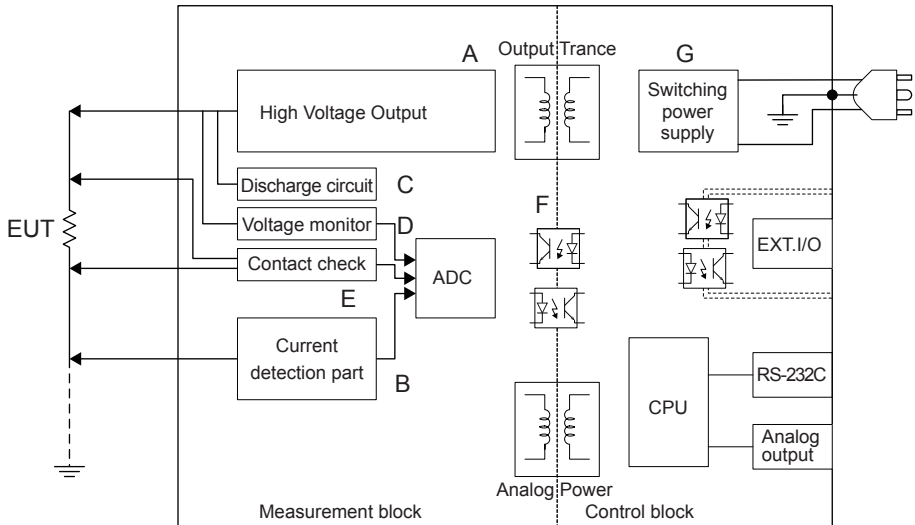 A
Output Trance
G
High Voltage Output
Switching
power
supply
Discharge circuit
C
F
EUT
Voltage monitor
D
Contact check
ADC
EXT.I/O
E
Current
detection part
B
CPU
RS-232C
Analog
output
Analog Power
Measurement block
Control block